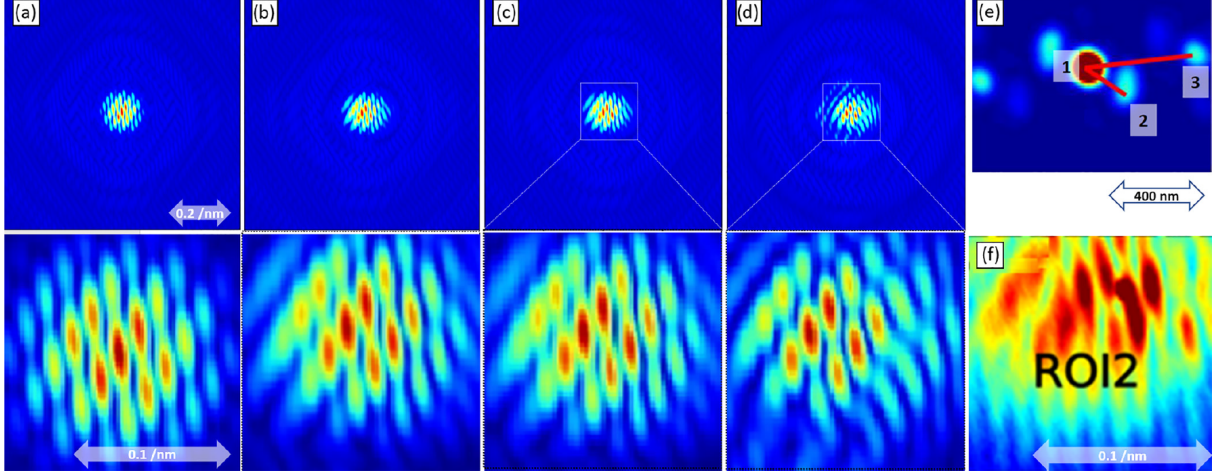 (a)
(b)
(c)
(d)
(e)
1
3
2
0.2 /nm
400 nm
(f)
ROI2
0.1 /nm
0.1 /nm